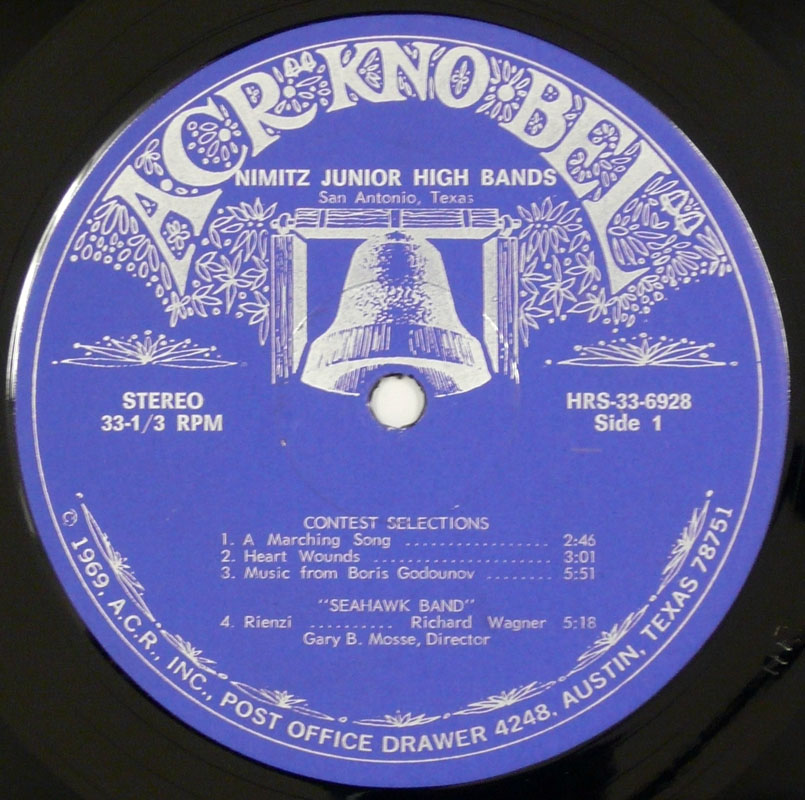 ACR·KNO·BEL
NIMITZ JUNIOR HIGH BANDS
San Antonio, Texas
STEREO
33-1/3 RPM
HRS-33-6928
Side 1
CONTEST SELECTIONS
1. A Marching Song .................. 2:46
2. Heart Wounds ...................... 3:01
3. Music from Boris Godounov ........ 5:51
"SEAHAWK BAND"
4. Rienzi .......... Richard Wagner 5:18
Gary B. Mosse, Director
© 1969, A.C.R., INC., POST OFFICE DRAWER 4248, AUSTIN, TEXAS 78751